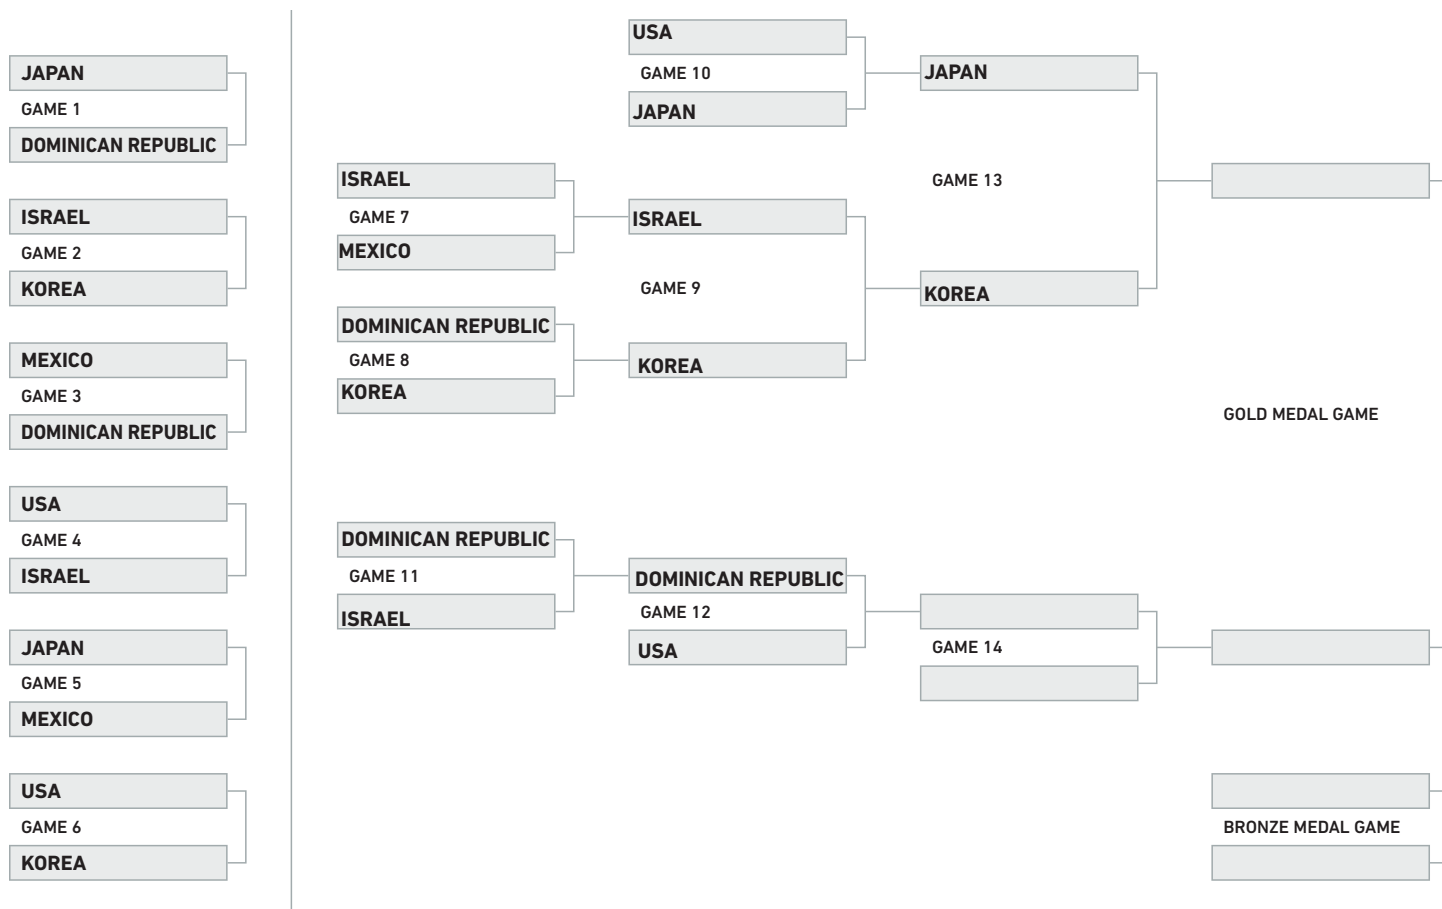 JAPAN
GAME 1
DOMINICAN REPUBLIC
ISRAEL
GAME 2
KOREA
MEXICO
GAME 3
DOMINICAN REPUBLIC
USA
GAME 4
ISRAEL
JAPAN
GAME 5
MEXICO
USA
GAME 6
KOREA
ISRAEL
GAME 7
MEXICO
DOMINICAN REPUBLIC
GAME 8
KOREA
DOMINICAN REPUBLIC
GAME 11
ISRAEL
USA
GAME 10
JAPAN
ISRAEL
GAME 9
KOREA
DOMINICAN REPUBLIC
GAME 12
USA
JAPAN
GAME 13
KOREA
GAME 14
GOLD MEDAL GAME
BRONZE MEDAL GAME